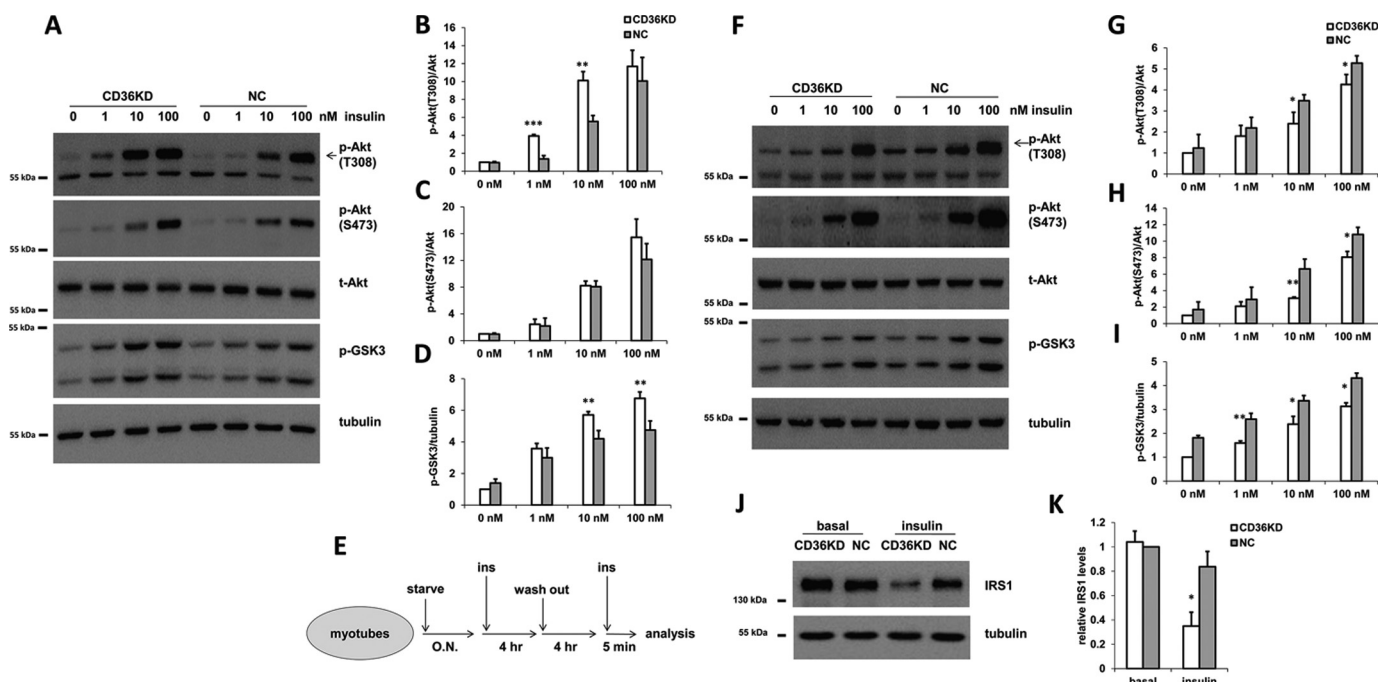 A
CD36KD NC
0 1 10 100 0 1 10 100 nM insulin
p-Akt
(T308)
55 kDa
p-Akt
(S473)
55 kDa
t-Akt
55 kDa
p-GSK3
tubulin
55 kDa
B
CD36KD
NC
p-Akt(T308)/Akt
16
14
12
10
8
6
4
2
0
***
**
0 nM 1 nM 10 nM 100 nM
C
p-Akt(S473)/Akt
20
15
10
5
0
0 nM 1 nM 10 nM 100 nM
D
p-GSK3/tubulin
8
6
4
2
0
**
**
0 nM 1 nM 10 nM 100 nM
E
myotubes
starve
ins
wash out
ins
O.N.
4 hr
4 hr
5 min
analysis
F
CD36KD NC
0 1 10 100 0 1 10 100 nM insulin
p-Akt
(T308)
55 kDa
p-Akt
(S473)
55 kDa
t-Akt
55 kDa
p-GSK3
tubulin
55 kDa
G
CD36KD
NC
p-Akt(T308)/Akt
6
5
4
3
2
1
0
*
*
0 nM 1 nM 10 nM 100 nM
H
p-Akt(S473)/Akt
14
12
10
8
6
4
2
0
**
*
0 nM 1 nM 10 nM 100 nM
I
p-GSK3/tubulin
5
4
3
2
1
0
**
*
*
0 nM 1 nM 10 nM 100 nM
J
basal insulin
CD36KD NC CD36KD NC
IRS1
130 kDa
55 kDa
tubulin
K
CD36KD
NC
relative IRS1 levels
1.2
1
0.8
0.6
0.4
0.2
0
*
basal insulin